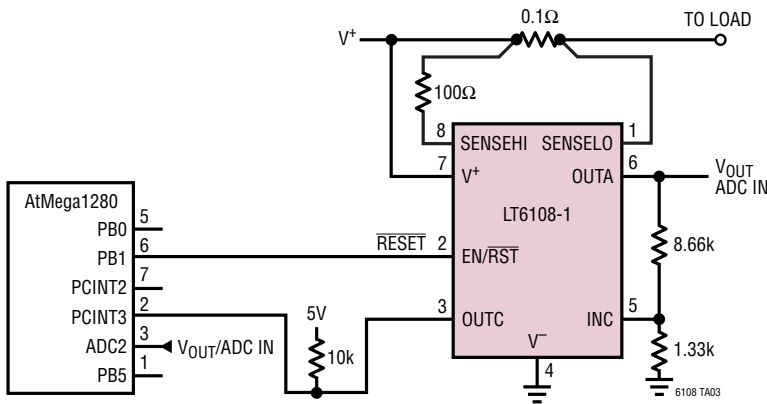 0.1Ω
TO LOAD
V+
100Ω
8 SENSEHI SENSELO 1
7 V+ OUTA 6
VOUT
ADC IN
LT6108-1
8.66k
RESET 2 EN/RST
3 OUTC INC 5
V−
4
1.33k
6108 TA03
5V
10k
AtMega1280
PB0 5
PB1 6
PCINT2 7
PCINT3 2
ADC2 3 VOUT/ADC IN
PB5 1